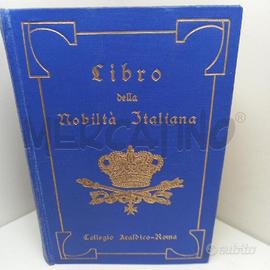 Libro
della
Nobiltà Italiana
MERCATINO®
Collegio Araldico-Roma
subito